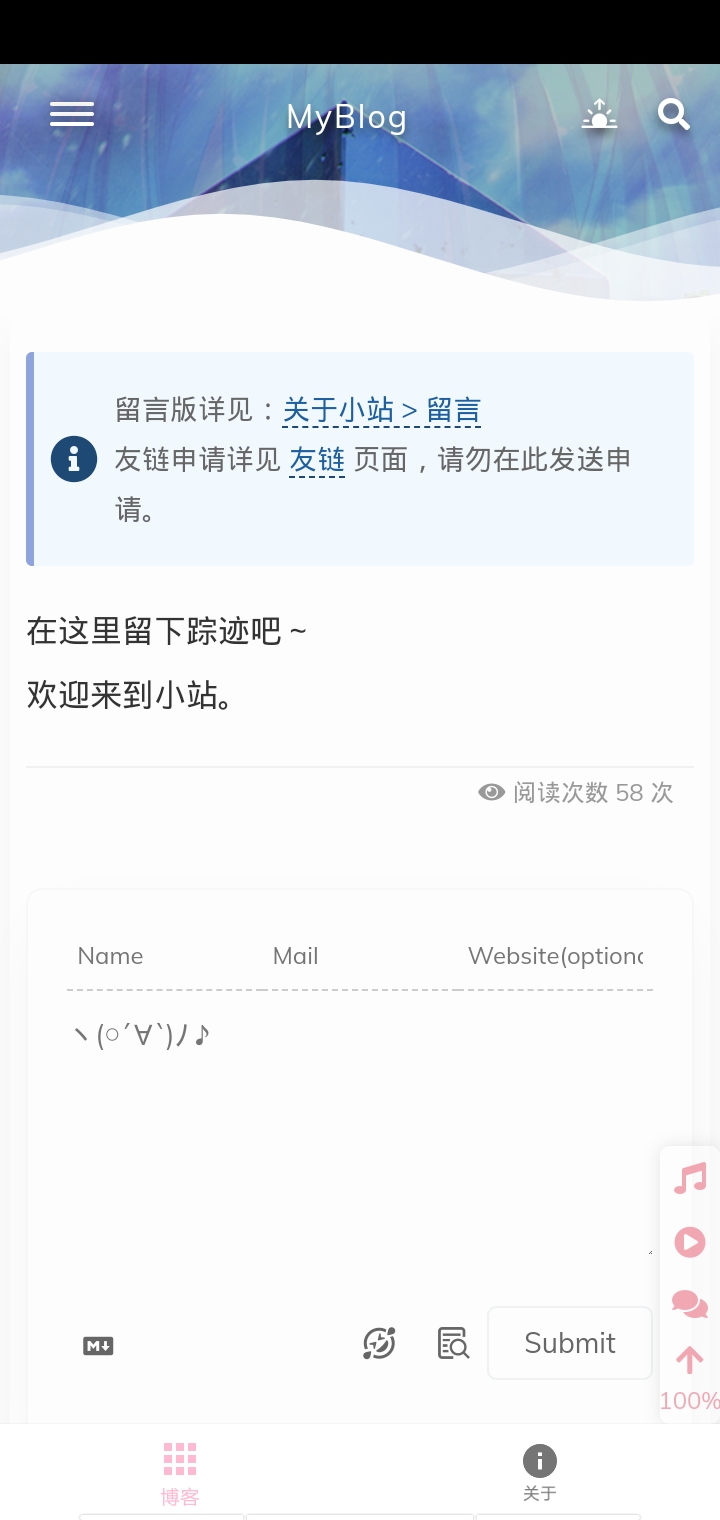 MyBlog
留言版详见：关于小站 > 留言
友链申请详见 友链 页面，请勿在此发送申
请。
在这里留下踪迹吧 ~
欢迎来到小站。
阅读次数 58 次
Name Mail Website(optiona
ヽ(○´∀`)ﾉ♪
M↓ Submit
100%
博客 关于